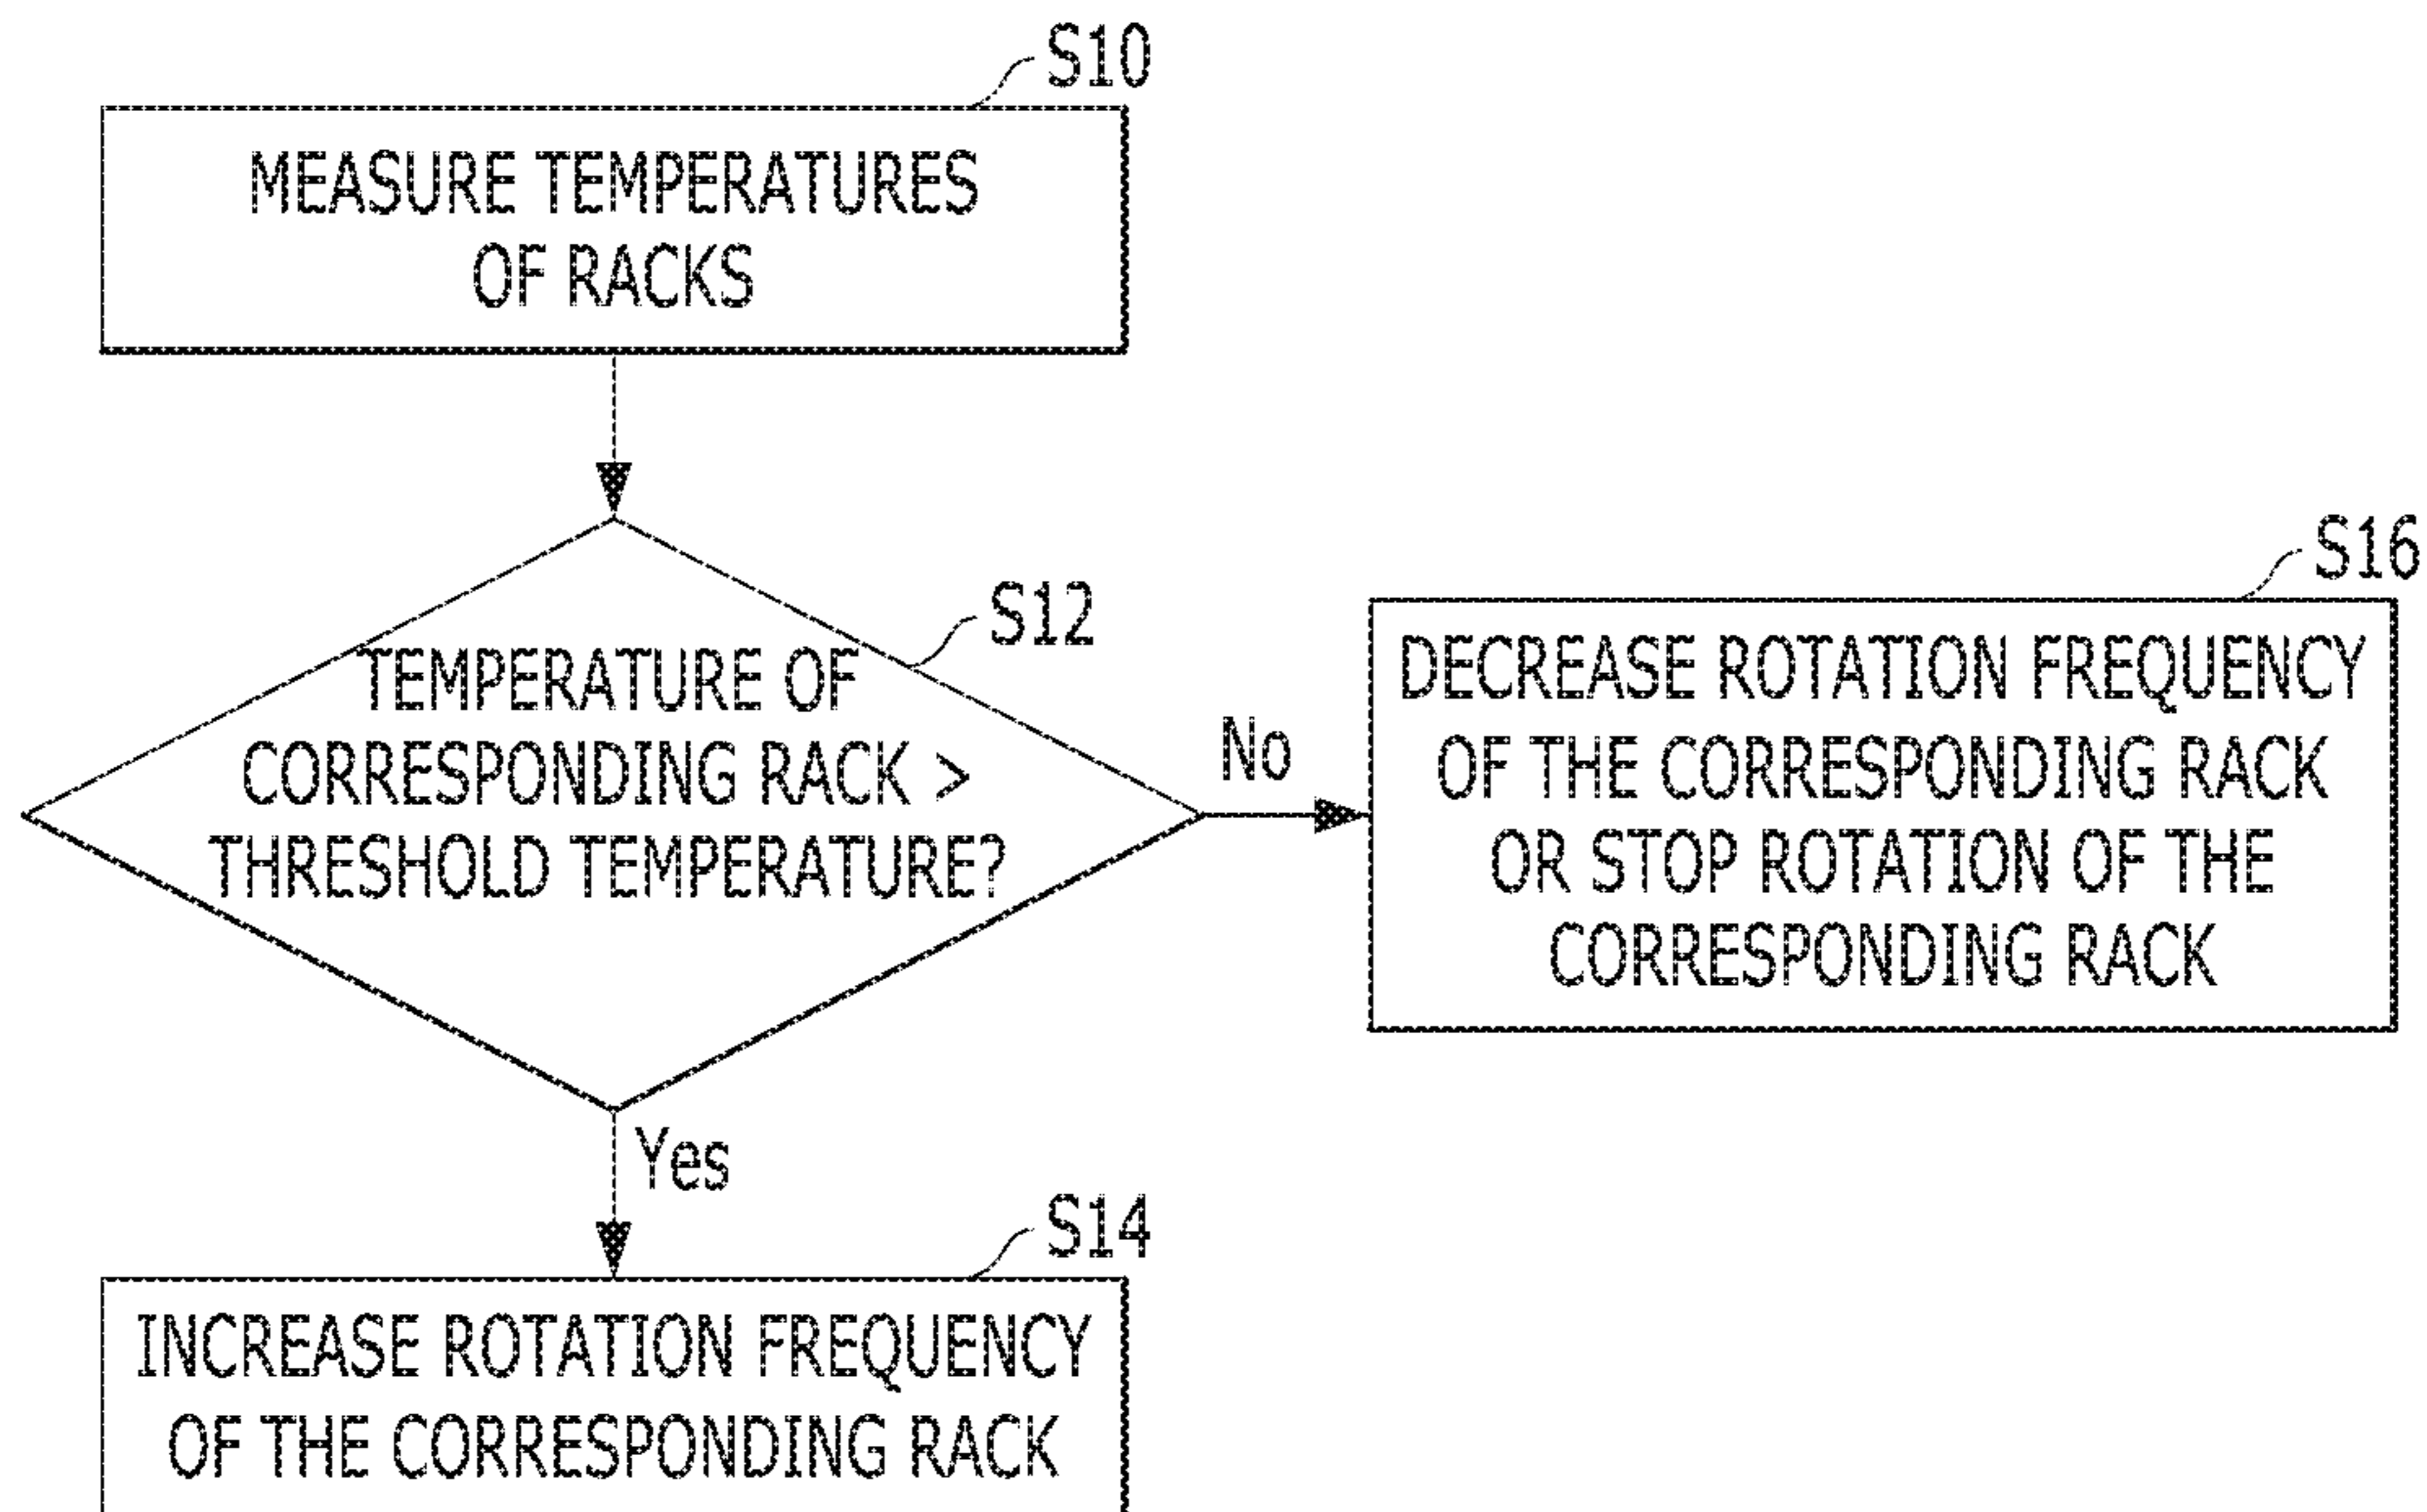 S10
MEASURE TEMPERATURES
OF RACKS
S12
TEMPERATURE OF
CORRESPONDING RACK >
THRESHOLD TEMPERATURE?
No
S16
DECREASE ROTATION FREQUENCY
OF THE CORRESPONDING RACK
OR STOP ROTATION OF THE
CORRESPONDING RACK
Yes
S14
INCREASE ROTATION FREQUENCY
OF THE CORRESPONDING RACK